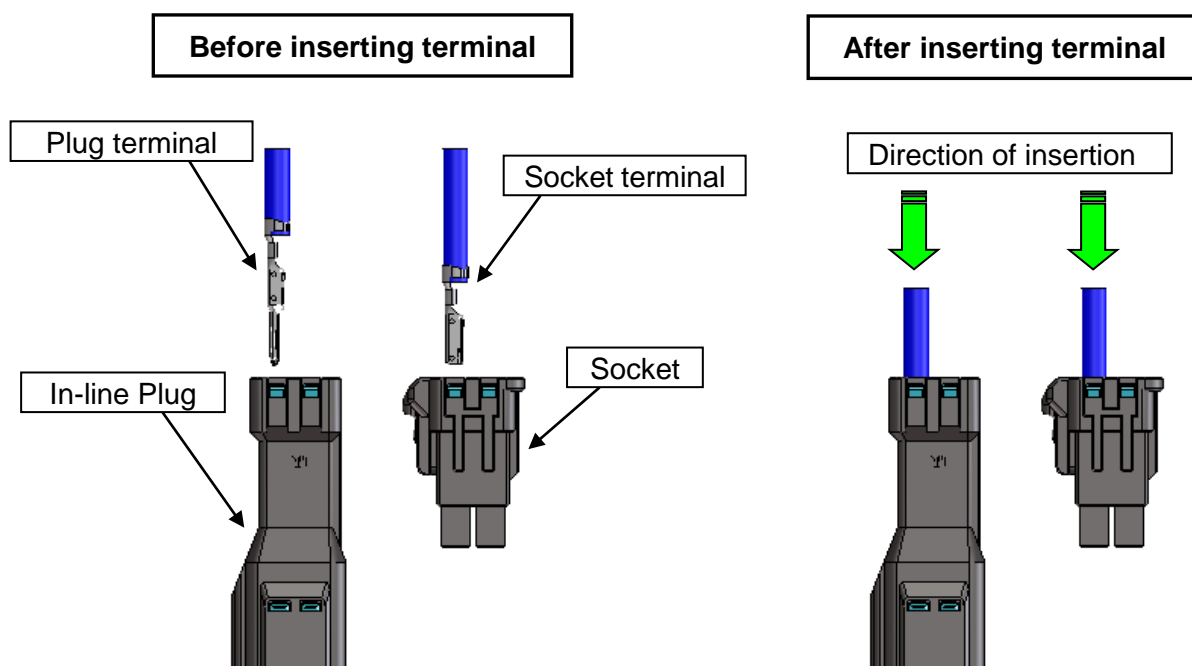 Before inserting terminal
After inserting terminal
Plug terminal
Socket terminal
Direction of insertion
In-line Plug
Socket